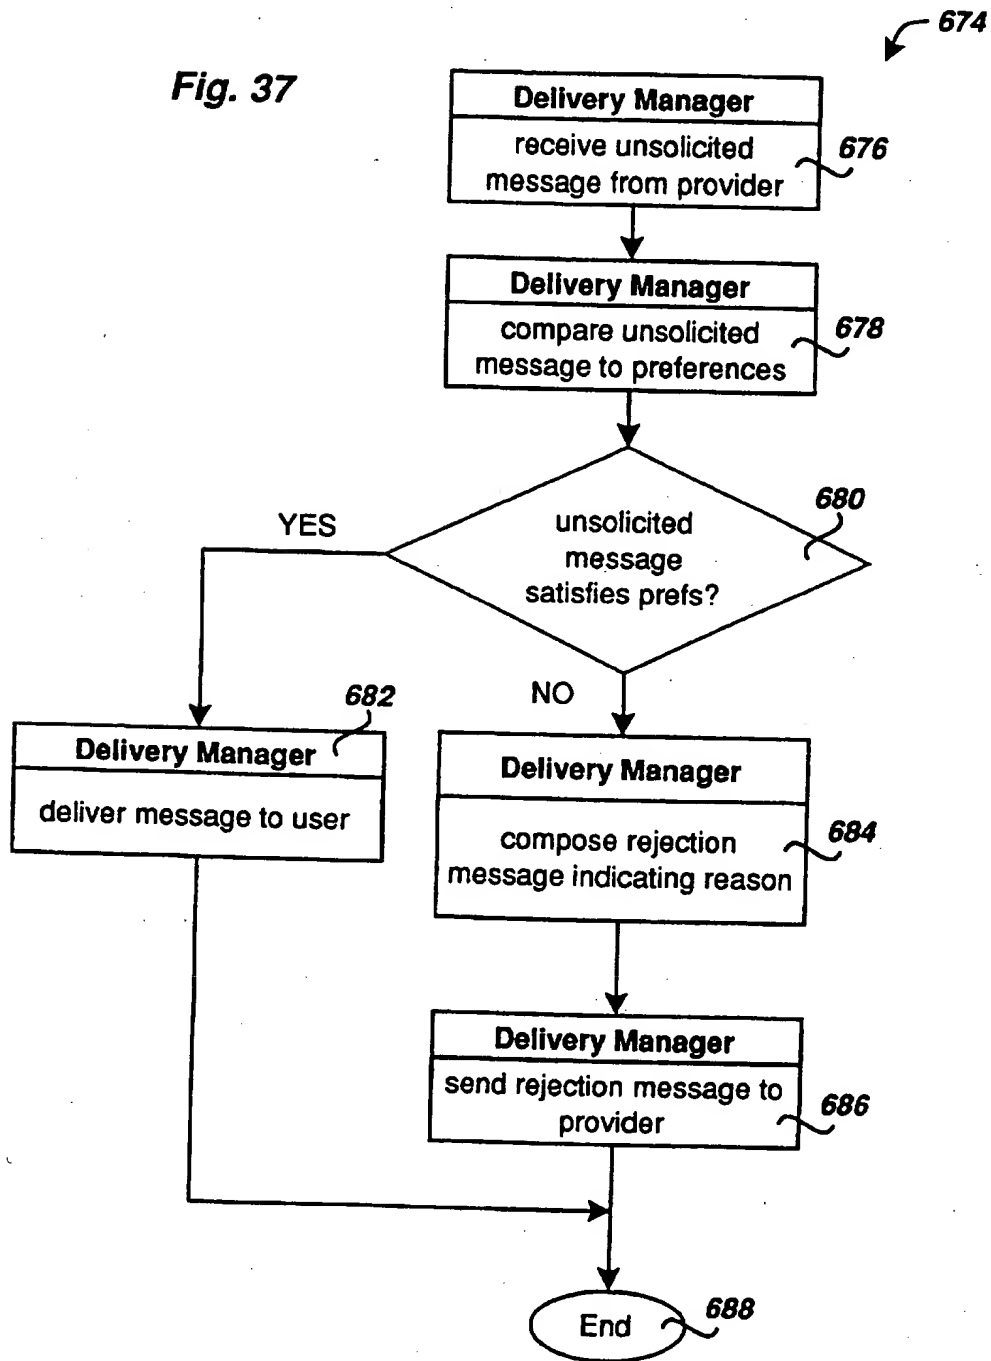 674
Fig. 37
Delivery Manager
receive unsolicited
message from provider
676
Delivery Manager
compare unsolicited
message to preferences
678
unsolicited
message
satisfies prefs?
680
YES
NO
682
Delivery Manager
deliver message to user
Delivery Manager
compose rejection
message indicating reason
684
Delivery Manager
send rejection message to
provider
686
End
688